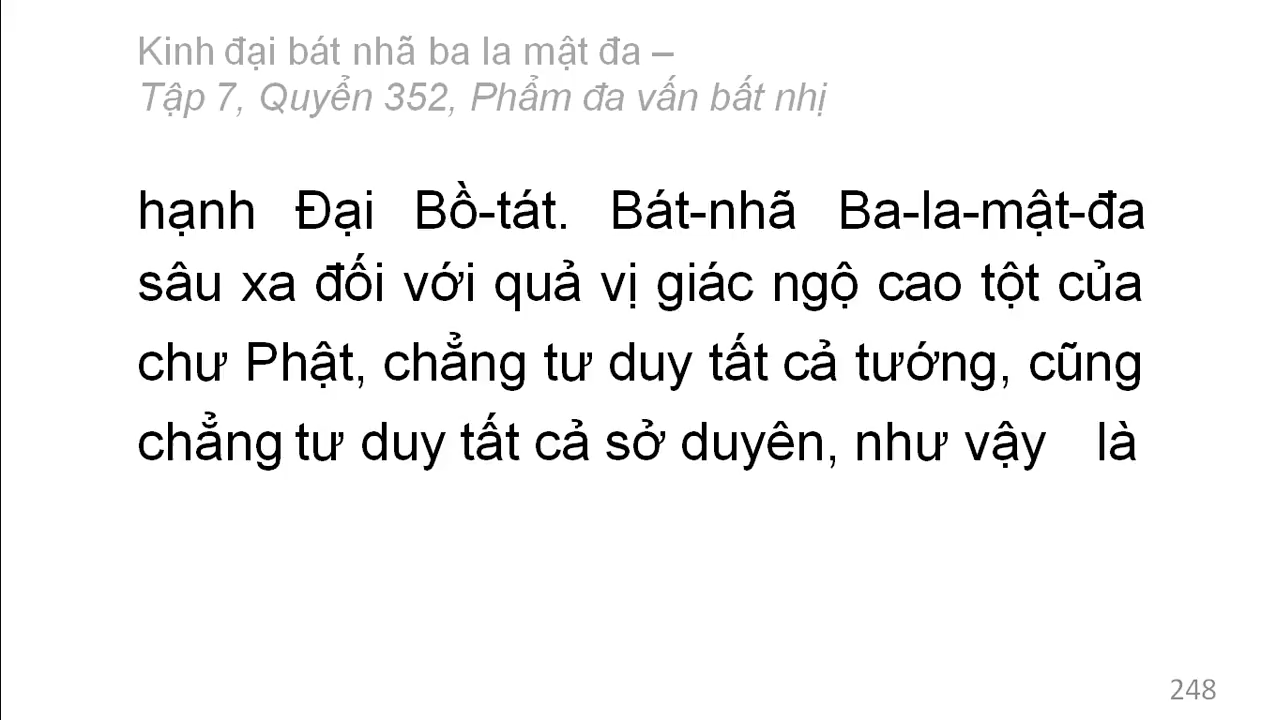 Kinh đại bát nhã ba la mật đa –
Tập 7, Quyển 352, Phẩm đa vấn bất nhị
hạnh Đại Bồ-tát. Bát-nhã Ba-la-mật-đa
sâu xa đối với quả vị giác ngộ cao tột của
chư Phật, chẳng tư duy tất cả tướng, cũng
chẳng tư duy tất cả sở duyên, như vậy là
248